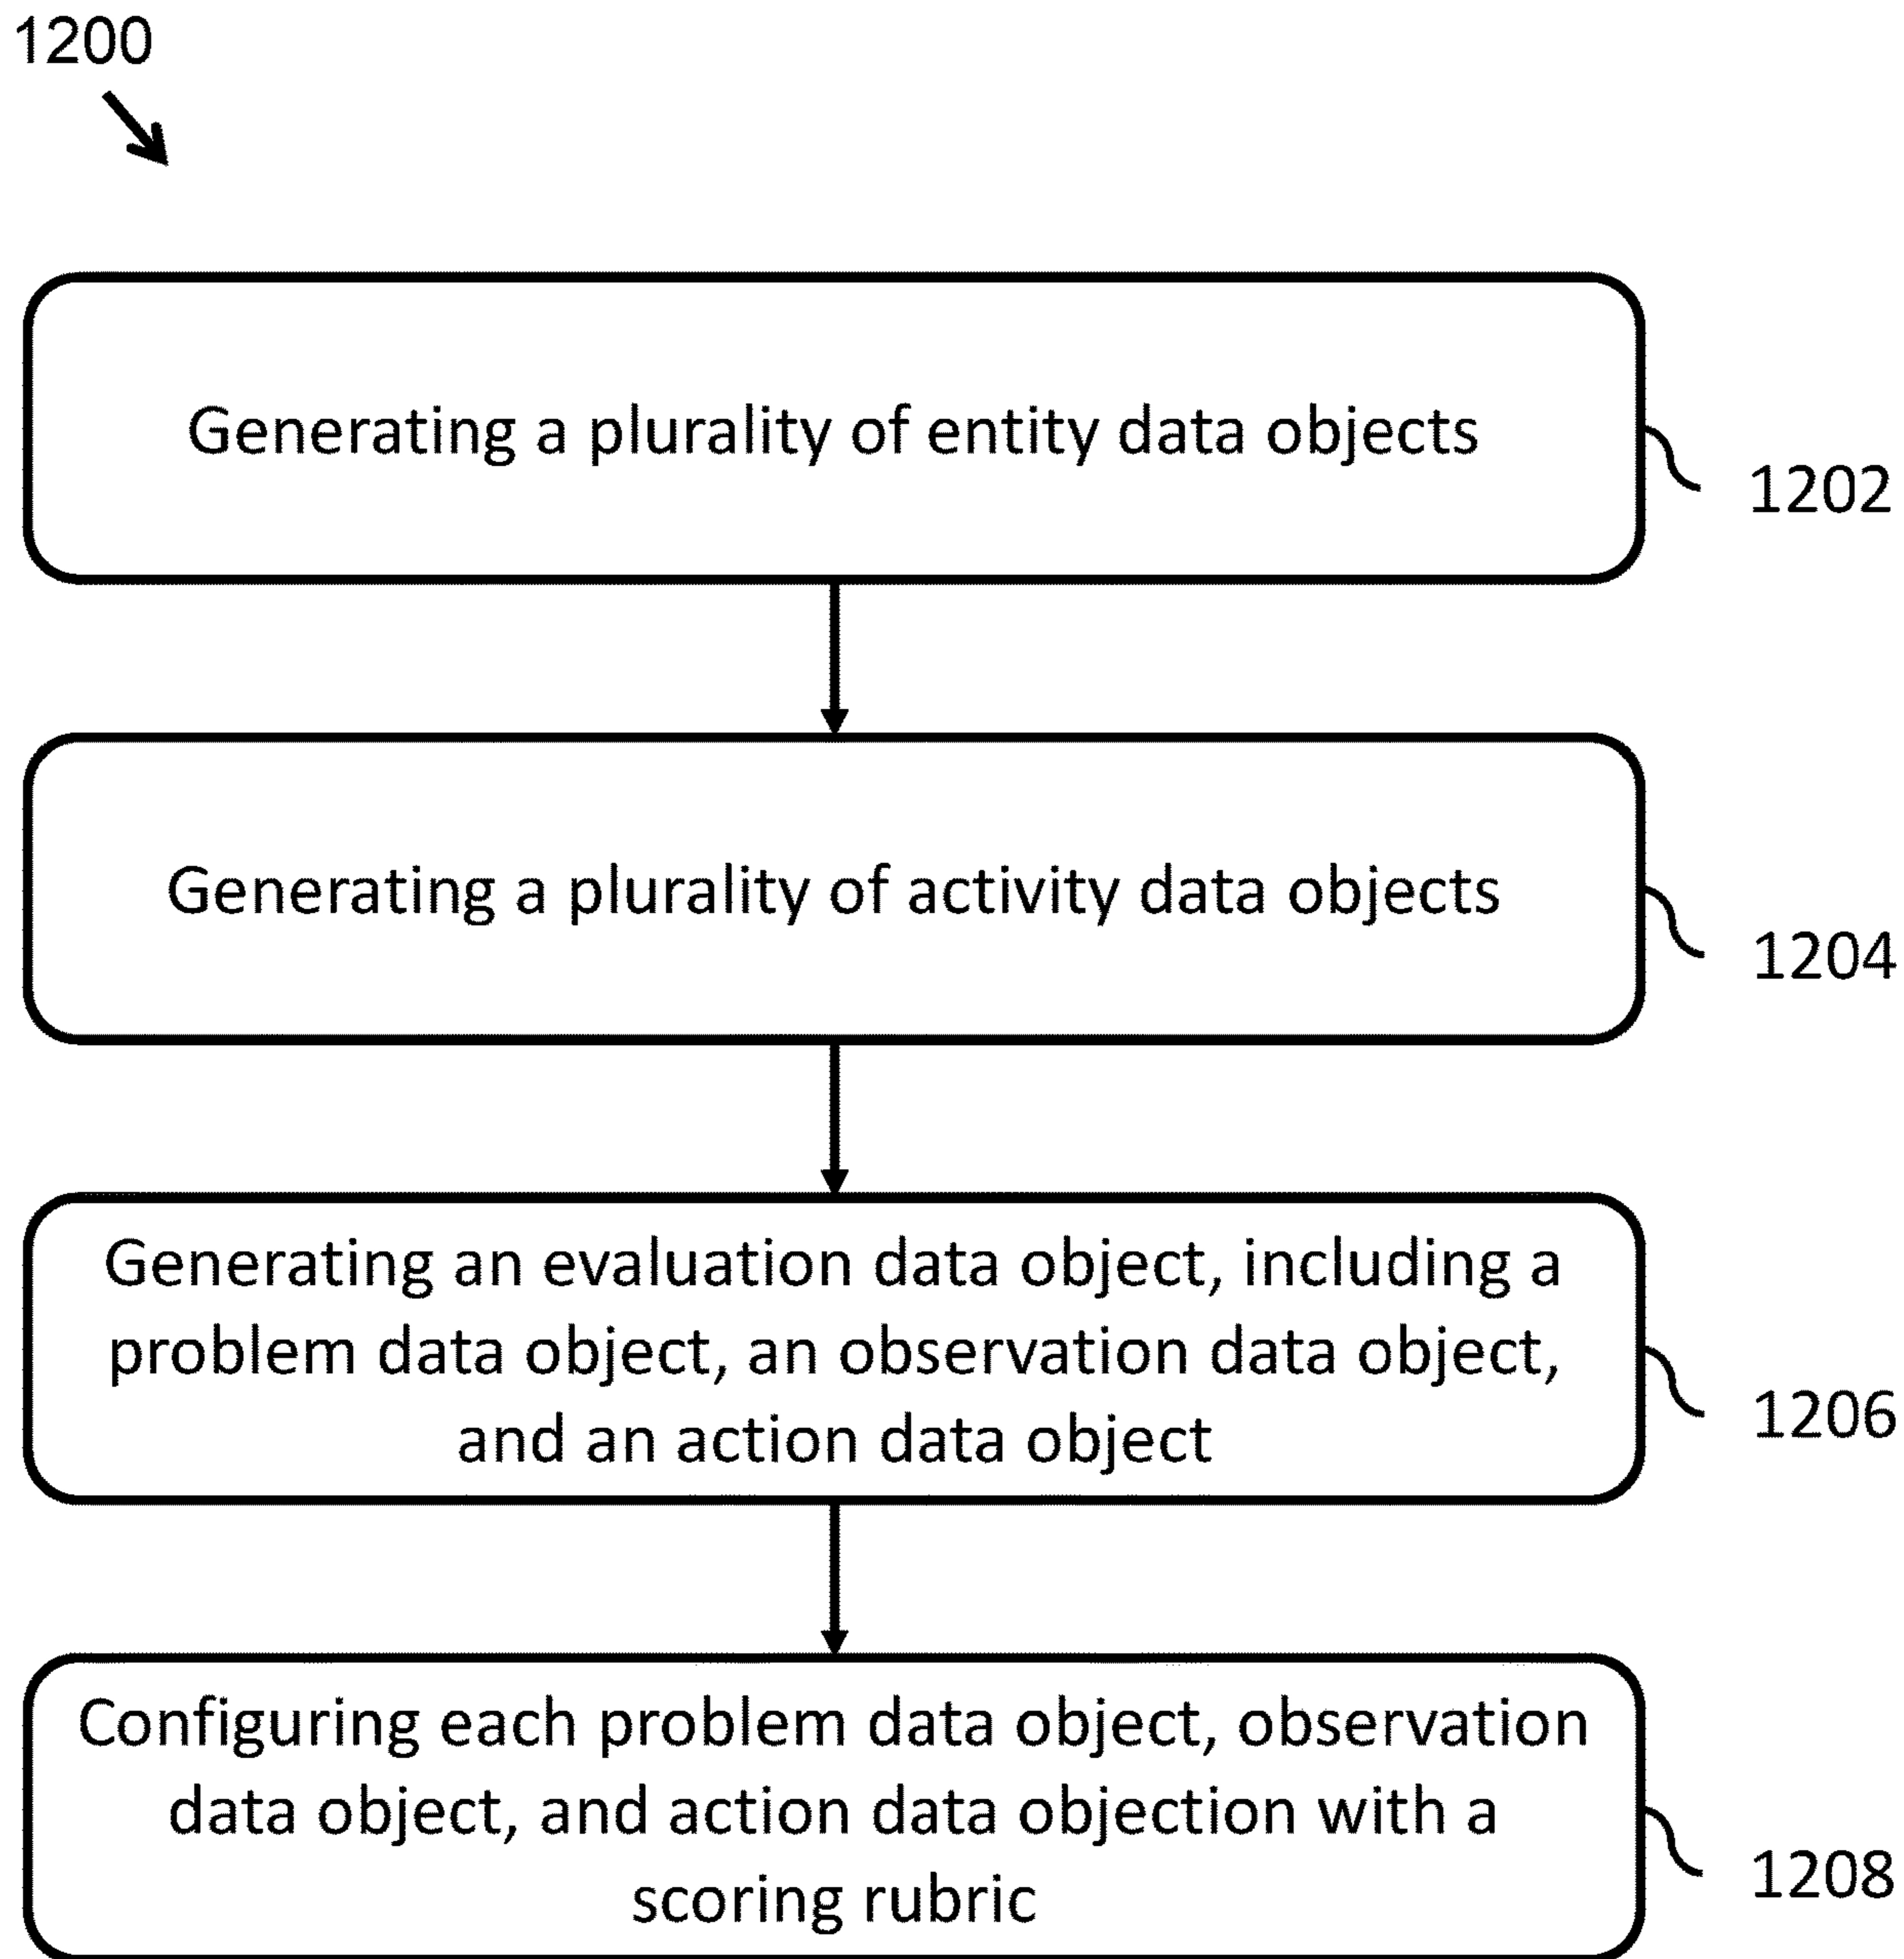 1200
Generating a plurality of entity data objects
1202
Generating a plurality of activity data objects
1204
Generating an evaluation data object, including a
problem data object, an observation data object,
and an action data object
1206
Configuring each problem data object, observation
data object, and action data objection with a
scoring rubric
1208